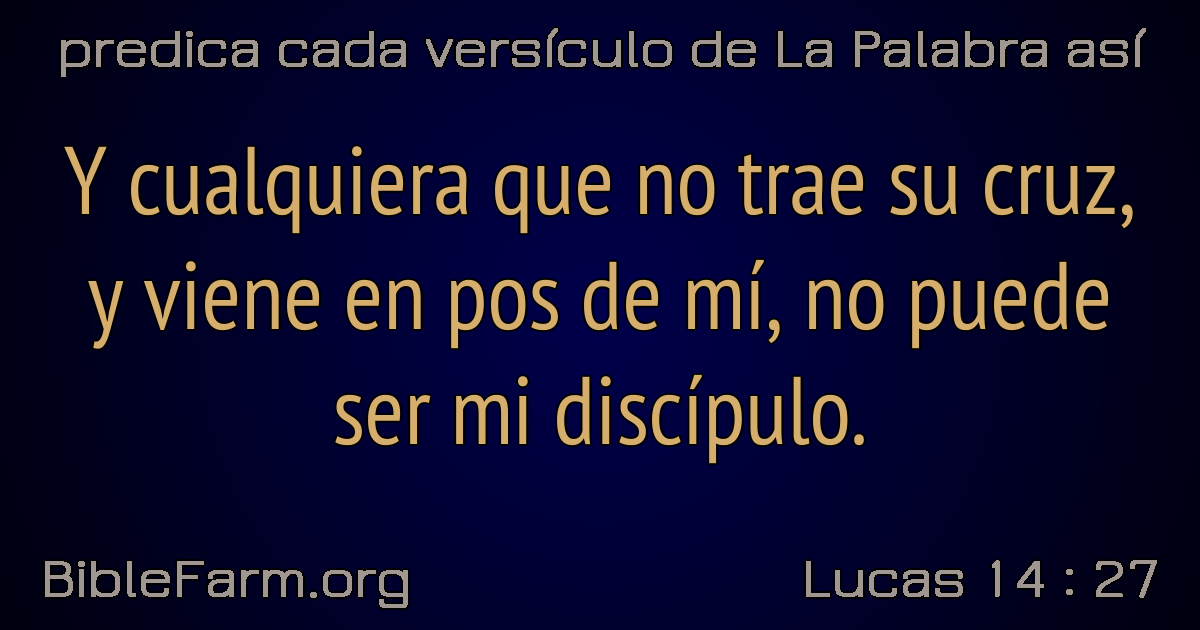 predica cada versículo de La Palabra así
Y cualquiera que no trae su cruz,
y viene en pos de mí, no puede
ser mi discípulo.
BibleFarm.org
Lucas 14 : 27